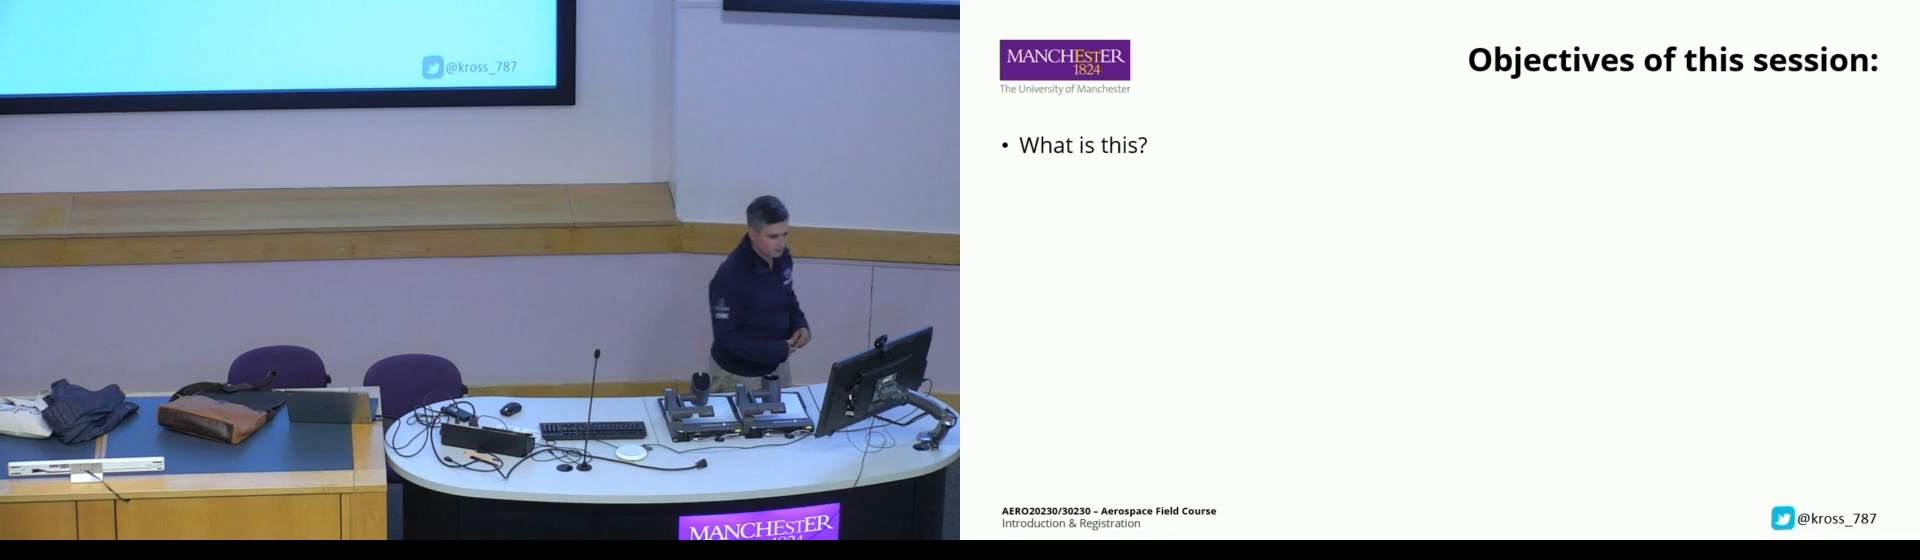 @kross_787
MANCHESTER
1824
MANCHESTER
1824
The University of Manchester
Objectives of this session:
• What is this?
AERO20230/30230 – Aerospace Field Course
Introduction & Registration
@kross_787